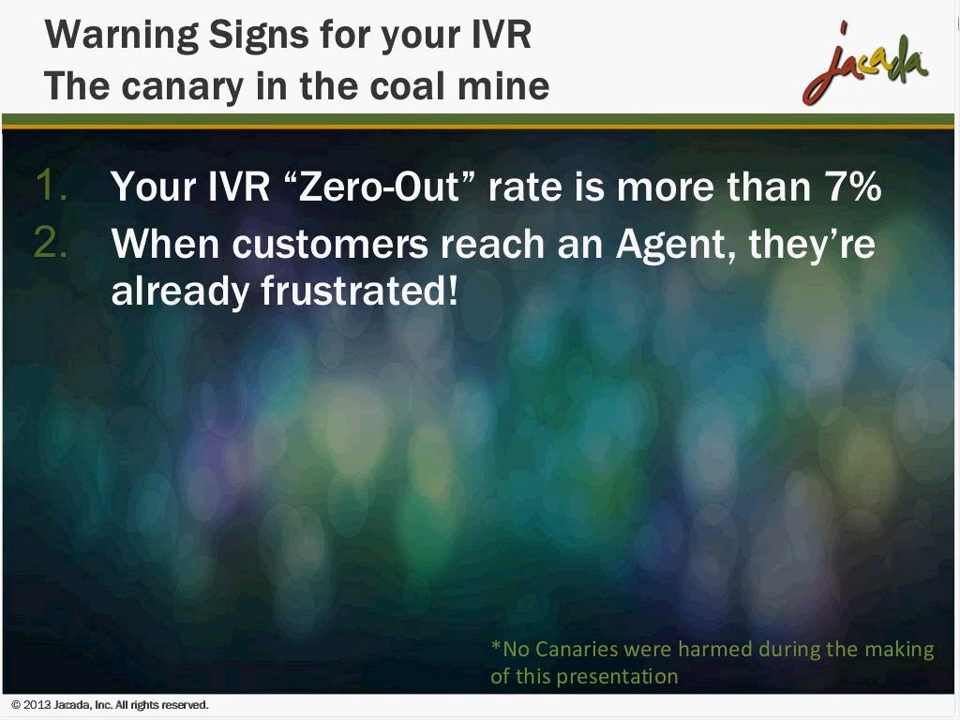 Warning Signs for your IVR
The canary in the coal mine
jacada
1. Your IVR “Zero-Out” rate is more than 7%
2. When customers reach an Agent, they’re
already frustrated!
*No Canaries were harmed during the making
of this presentation
© 2013 Jacada, Inc. All rights reserved.